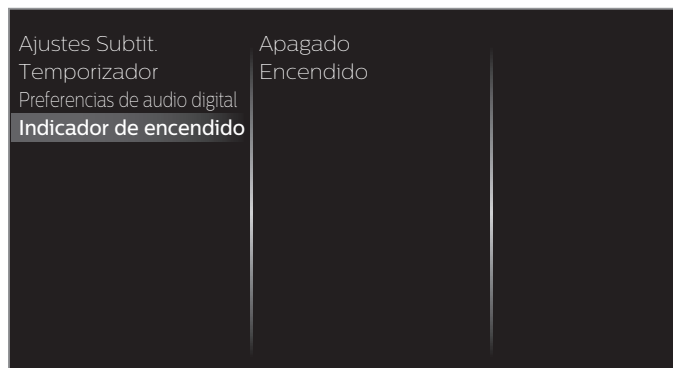 Ajustes Subtit.
Temporizador
Preferencias de audio digital
Indicador de encendido
Apagado
Encendido